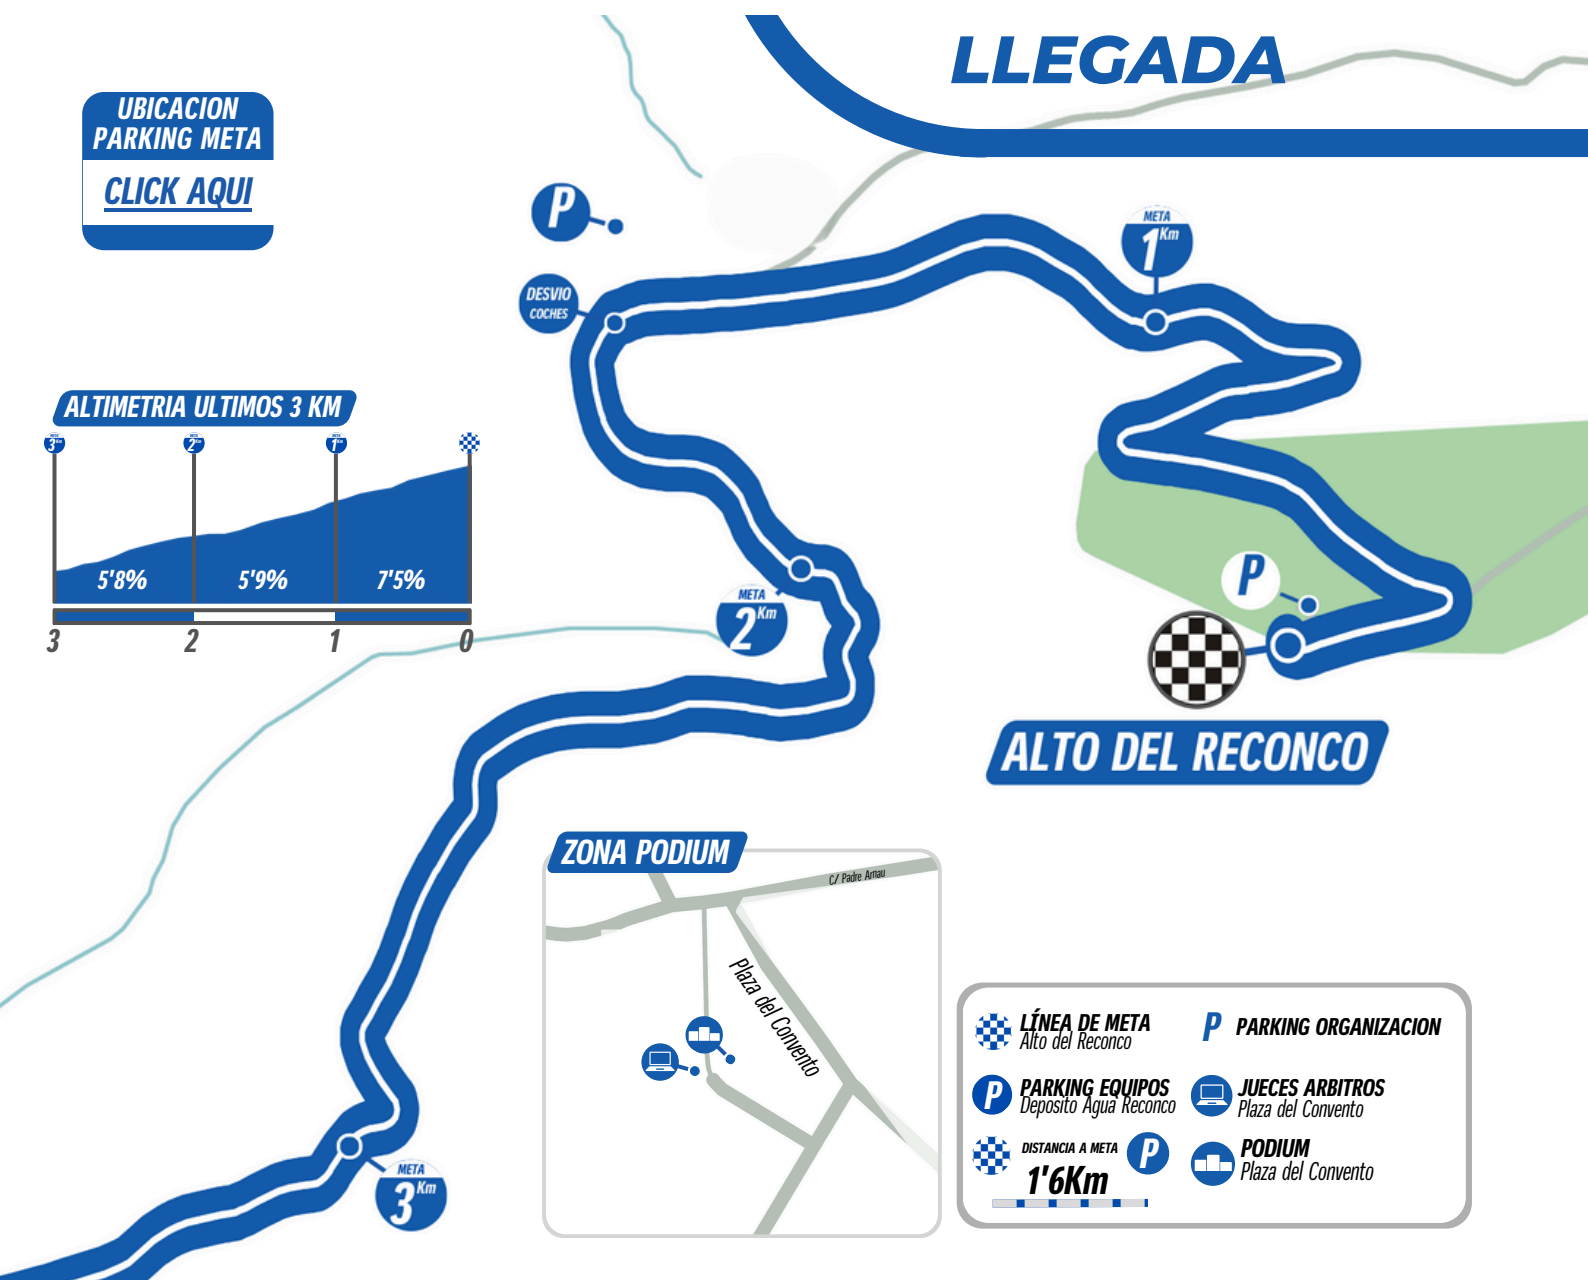 LLEGADA
UBICACION
PARKING META
CLICK AQUI
P
DESVIO
COCHES
META
1Km
ALTIMETRIA ULTIMOS 3 KM
3
2
1
5'8%
5'9%
7'5%
3
2
1
0
META
2Km
P
ALTO DEL RECONCO
META
3Km
ZONA PODIUM
C/ Padre Arnau
Plaza del Convento
LÍNEA DE META
Alto del Reconco
P
PARKING ORGANIZACION
P
PARKING EQUIPOS
Deposito Agua Reconco
JUECES ARBITROS
Plaza del Convento
DISTANCIA A META
1'6Km
P
PODIUM
Plaza del Convento